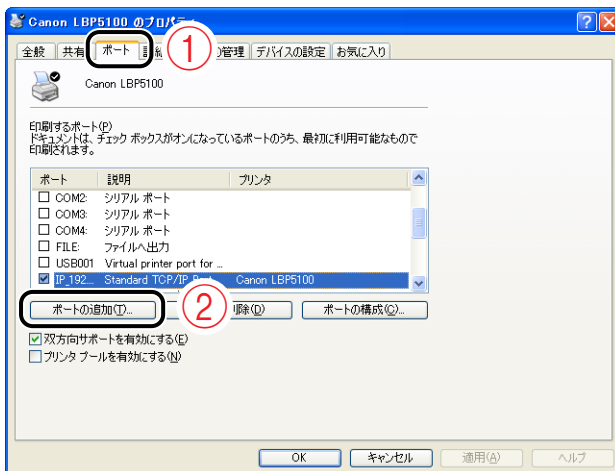 Canon LBP5100 のプロパティ
全般 共有 ポート の管理 デバイスの設定 お気に入り
①
Canon LBP5100
印刷するポート(P)
ドキュメントは、チェック ボックスがオンになっているポートのうち、最初に利用可能なもので
印刷されます。
ポート 説明 プリンタ
COM2: シリアル ポート
COM3: シリアル ポート
COM4: シリアル ポート
FILE: ファイルへ出力
USB001 Virtual printer port for ...
IP_192... Standard TCP/IP Port Canon LBP5100
ポートの追加(T)... ② 削除(D) ポートの構成(C)...
双方向サポートを有効にする(E)
プリンタ プールを有効にする(N)
OK キャンセル 適用(A) ヘルプ